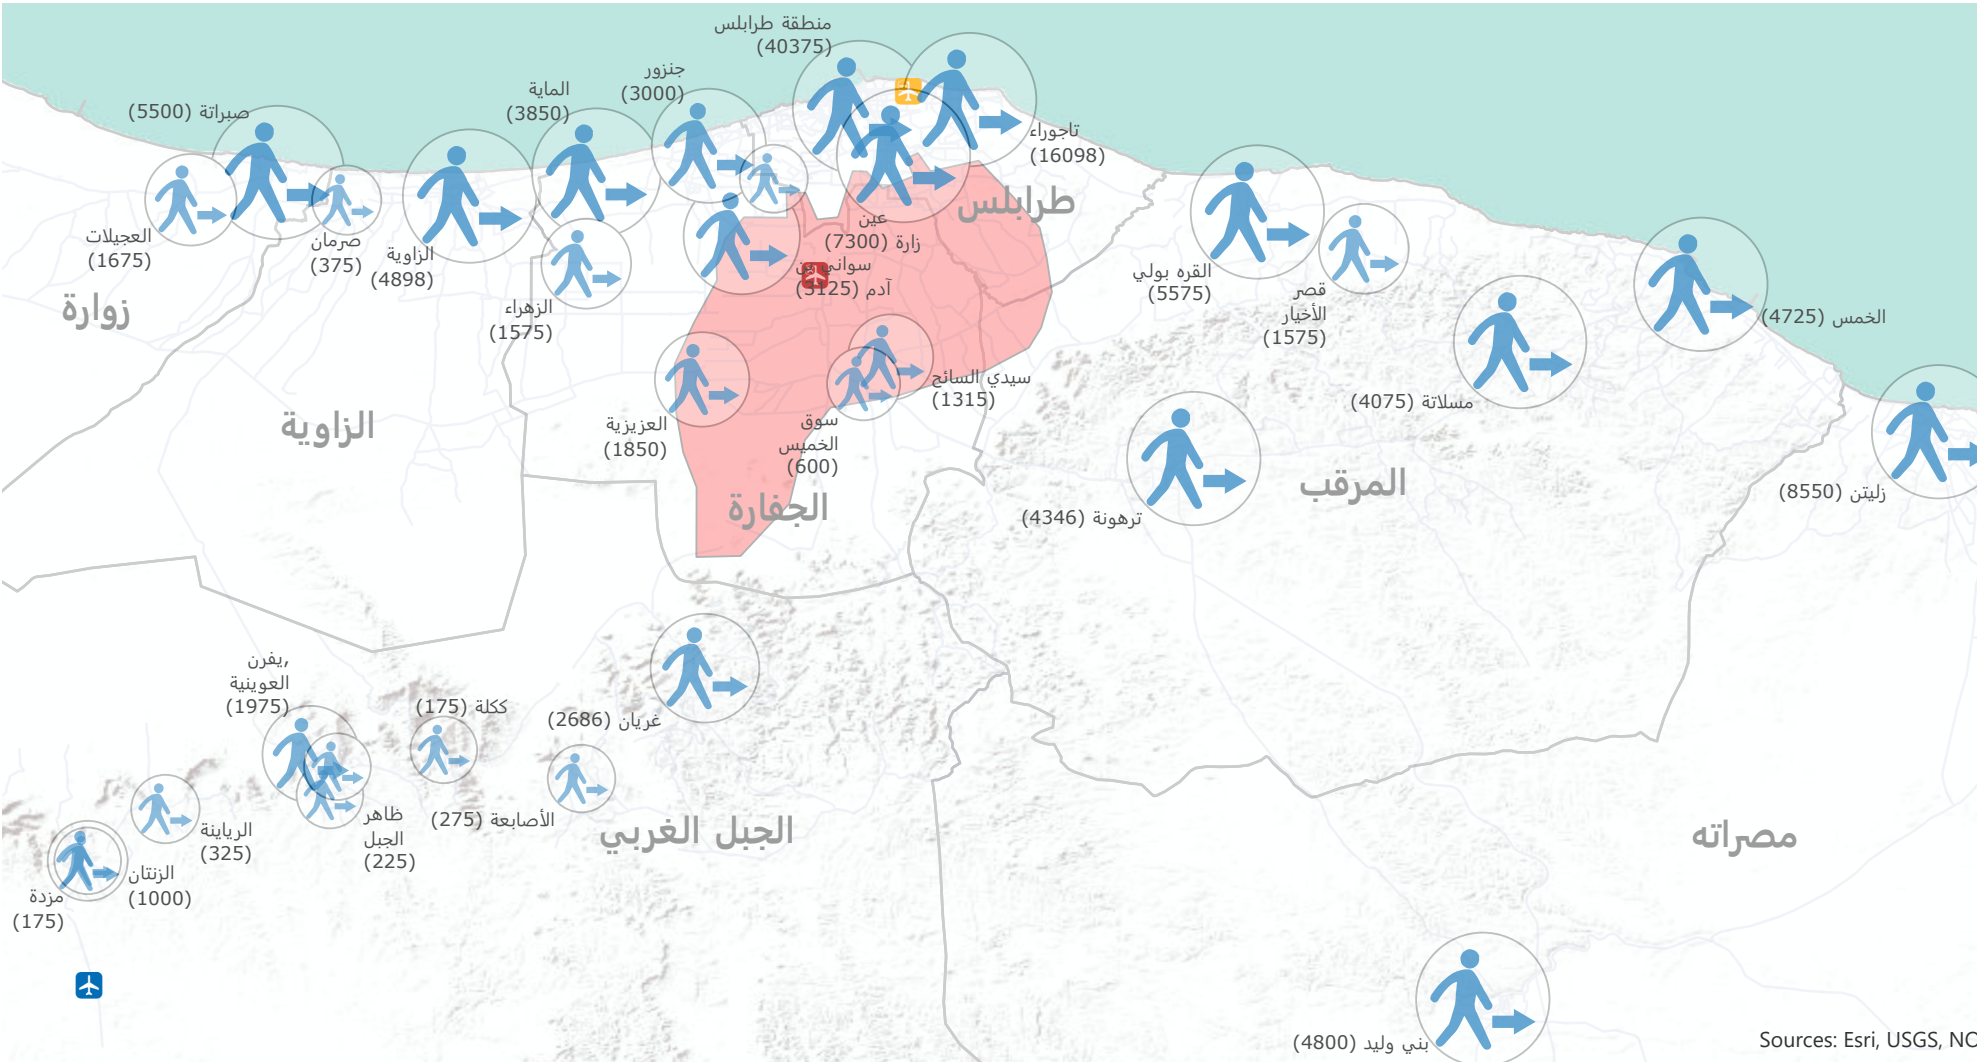 منطقة طرابلس
(40375)
جنزور
(3000)
الماية
(3850)
صبراتة (5500)
تاجوراء
(16098)
طرابلس
عين
زارة (7300)
سواني بن
آدم (3125)
العجيلات
(1675)
صرمان
(375)
الزاوية
(4898)
الزهراء
(1575)
زوارة
القره بولي
(5575)
قصر
الأخيار
(1575)
الخمس (4725)
سيدي السائح
(1315)
سوق
الخميس
(600)
العزيزية
(1850)
الزاوية
الجفارة
مسلاتة (4075)
المرقب
ترهونة (4346)
زليتن (8550)
يفرن,
العوينية
(1975)
ككلة (175)
غريان (2686)
الأصابعة (275)
ظاهر
الجبل
(225)
الرياينة
(325)
الزنتان
(1000)
مزدة
(175)
الجبل الغربي
مصراته
بني وليد (4800)
Sources: Esri, USGS, NO